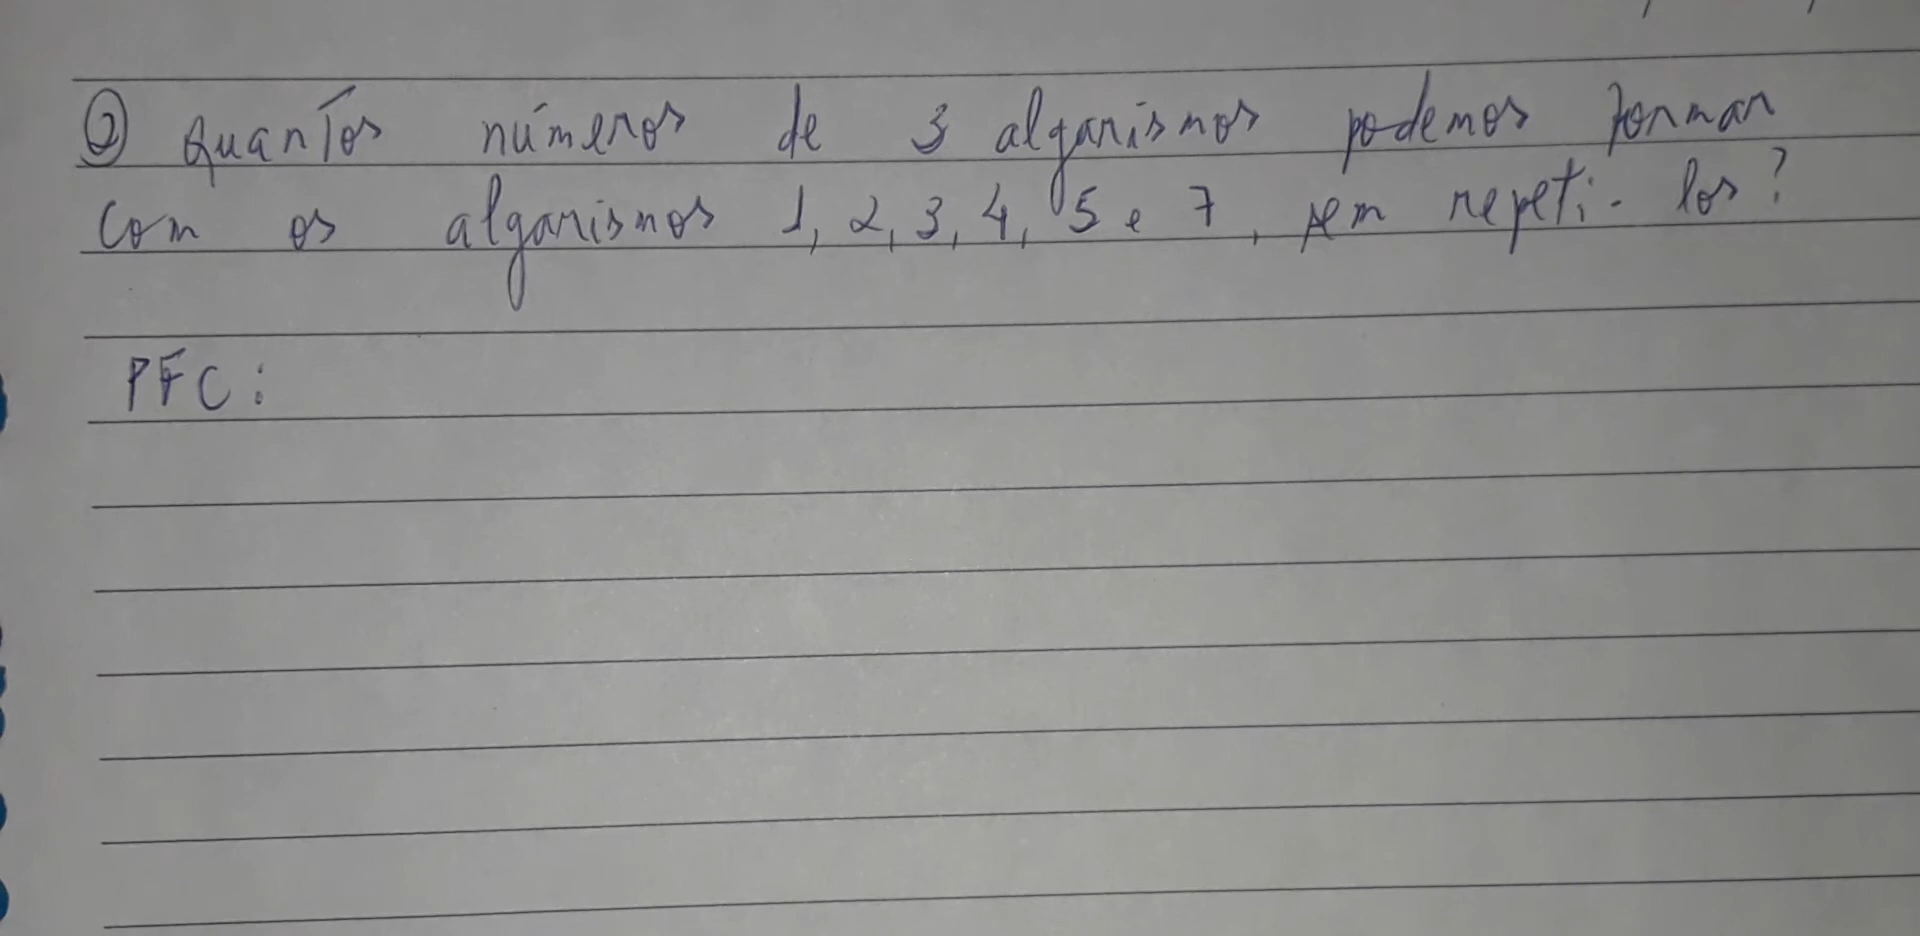 ② Quantos números de 3 algarismos podemos formar
com os algarismos 1, 2, 3, 4, 5 e 7, sem repeti-los?
PFC: